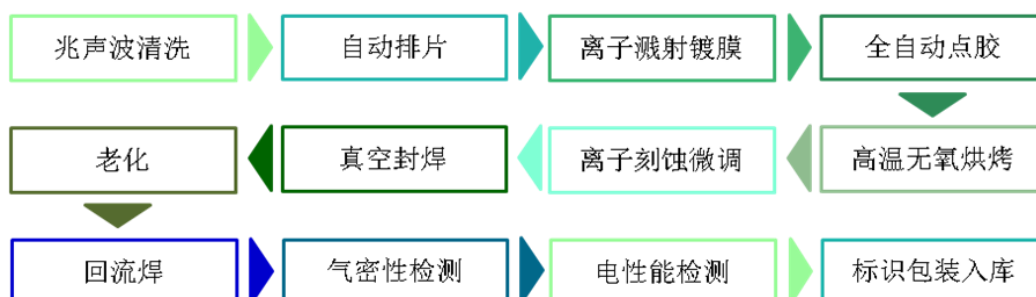 兆声波清洗
自动排片
离子溅射镀膜
全自动点胶
高温无氧烘烤
离子刻蚀微调
真空封焊
老化
回流焊
气密性检测
电性能检测
标识包装入库